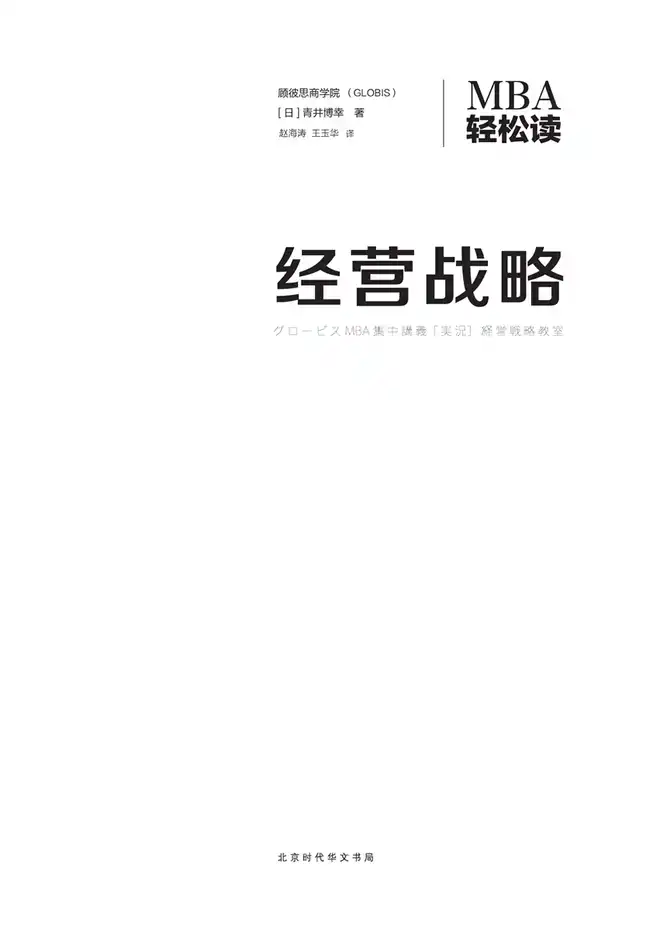 顾彼思商学院（GLOBIS）
[日]青井博幸 著
赵海涛 王玉华 译
MBA
轻松读
经营战略
グロービスMBA集中講義［実況］経営戦略教室
北京时代华文书局